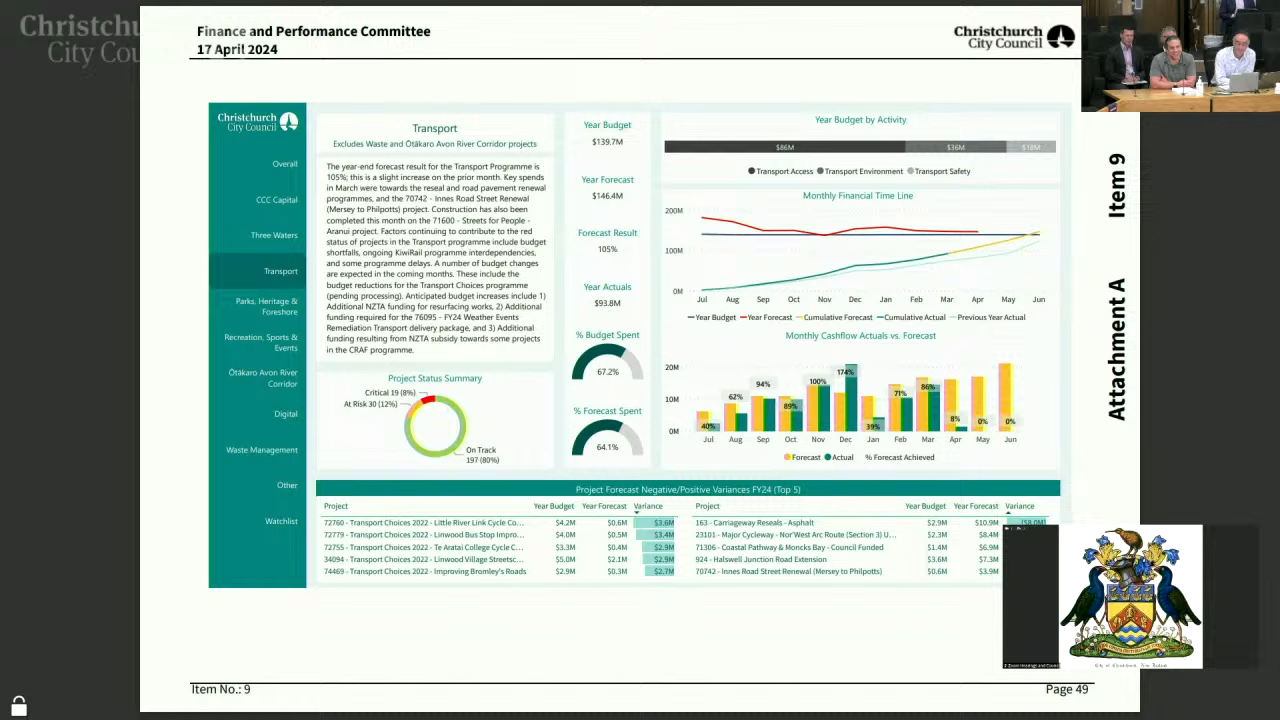 Christchurch
City Cou
Finance and Performance Committee
17 April 2024
Christchurch
City Council
Christchurch
City Council
Overall
CCC Capital
Three Waters
Transport
Parks, Heritage &
Foreshore
Recreation, Sports &
Events
Ōtākaro Avon River
Corridor
Digital
Waste Management
Other
Watchlist
Transport
Excludes Waste and Ōtākaro Avon River Corridor projects
The year-end forecast result for the Transport Programme is
105%; this is a slight increase on the prior month. Key spends
in March were towards the reseal and road pavement renewal
programmes, and the 70742 - Innes Road Street Renewal
(Mersey to Philpotts) project. Construction has also been
completed this month on the 71600 - Streets for People -
Aranui project. Factors continuing to contribute to the red
status of projects in the Transport programme include budget
shortfalls, ongoing KiwiRail programme interdependencies,
and some programme delays. A number of budget changes
are expected in the coming months. These include the
budget reductions for the Transport Choices programme
(pending processing). Anticipated budget increases include 1)
Additional NZTA funding for resurfacing works, 2) Additional
funding required for the 76095 - FY24 Weather Events
Remediation Transport delivery package, and 3) Additional
funding resulting from NZTA subsidy towards some projects
in the CRAF programme.
Project Status Summary
Critical 19 (8%)
At Risk 30 (12%)
On Track
197 (80%)
Year Budget
$139.7M
Year Forecast
$146.4M
Forecast Result
105%
Year Actuals
$93.8M
% Budget Spent
67.2%
% Forecast Spent
64.1%
Year Budget by Activity
$86M $36M $18M
Transport Access Transport Environment Transport Safety
Monthly Financial Time Line
200M
100M
0M
Jul Aug Sep Oct Nov Dec Jan Feb Mar Apr May Jun
Year Budget Year Forecast Cumulative Forecast Cumulative Actual Previous Year Actual
Monthly Cashflow Actuals vs. Forecast
20M
10M
0M
40% 62% 94% 89% 100% 174% 39% 71% 86% 8% 0% 0%
Jul Aug Sep Oct Nov Dec Jan Feb Mar Apr May Jun
Forecast Actual % Forecast Achieved
Project Forecast Negative/Positive Variances FY24 (Top 5)
Project Year Budget Year Forecast Variance
72760 - Transport Choices 2022 - Little River Link Cycle Co... $4.2M $0.6M $3.6M
72779 - Transport Choices 2022 - Linwood Bus Stop Impro... $4.0M $0.5M $3.4M
72755 - Transport Choices 2022 - Te Aratai College Cycle C... $3.3M $0.4M $2.9M
34094 - Transport Choices 2022 - Linwood Village Streetsc... $5.0M $2.1M $2.9M
74469 - Transport Choices 2022 - Improving Bromley's Roads $2.9M $0.3M $2.7M
Project Year Budget Year Forecast Variance
163 - Carriageway Reseals - Asphalt $2.9M $10.9M ($8.0M)
23101 - Major Cycleway - Nor'West Arc Route (Section 3) U... $2.3M $8.4M
71306 - Coastal Pathway & Moncks Bay - Council Funded $1.4M $6.9M
924 - Halswell Junction Road Extension $3.6M $7.3M
70742 - Innes Road Street Renewal (Mersey to Philpotts) $0.6M $3.9M
Attachment A Item 9
Item No.: 9
Page 49